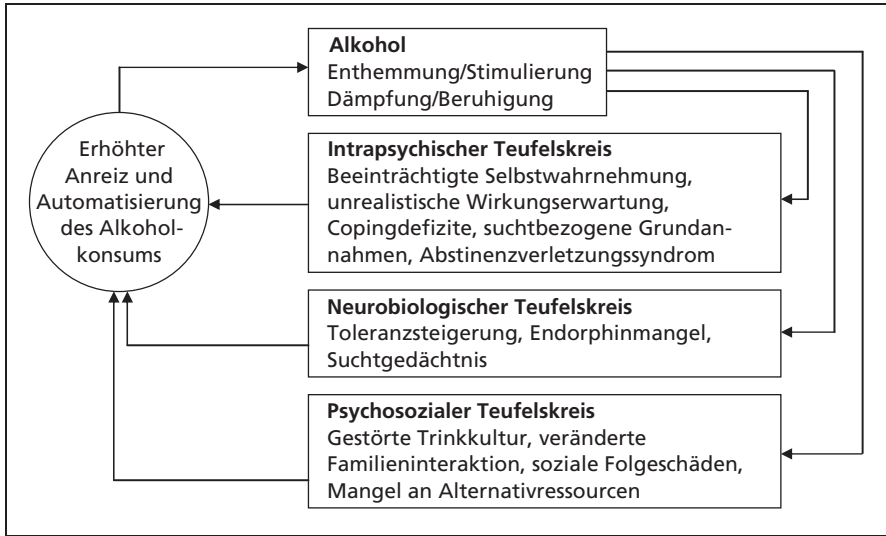 Alkohol
Enthemmung/Stimulierung
Dämpfung/Beruhigung
Erhöhter
Anreiz und
Automatisierung
des Alkohol-
konsums
Intrapsychischer Teufelskreis
Beeinträchtigte Selbstwahrnehmung,
unrealistische Wirkungserwartung,
Copingdefizite, suchtbezogene Grundan-
nahmen, Abstinenzverletzungssyndrom
Neurobiologischer Teufelskreis
Toleranzsteigerung, Endorphinmangel,
Suchtgedächtnis
Psychosozialer Teufelskreis
Gestörte Trinkkultur, veränderte
Familieninteraktion, soziale Folgeschäden,
Mangel an Alternativressourcen